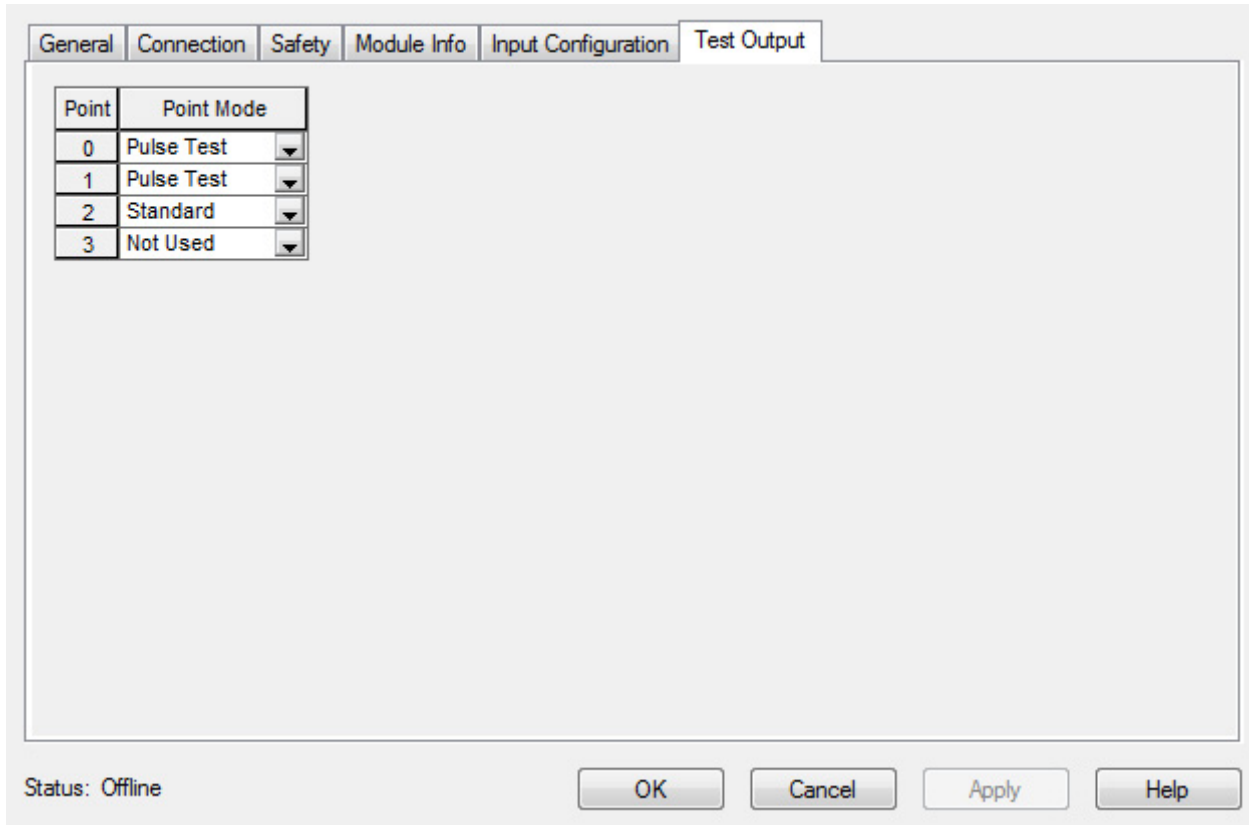 General Connection Safety Module Info Input Configuration Test Output
Point Point Mode
0 Pulse Test
1 Pulse Test
2 Standard
3 Not Used
Status: Offline OK Cancel Apply Help